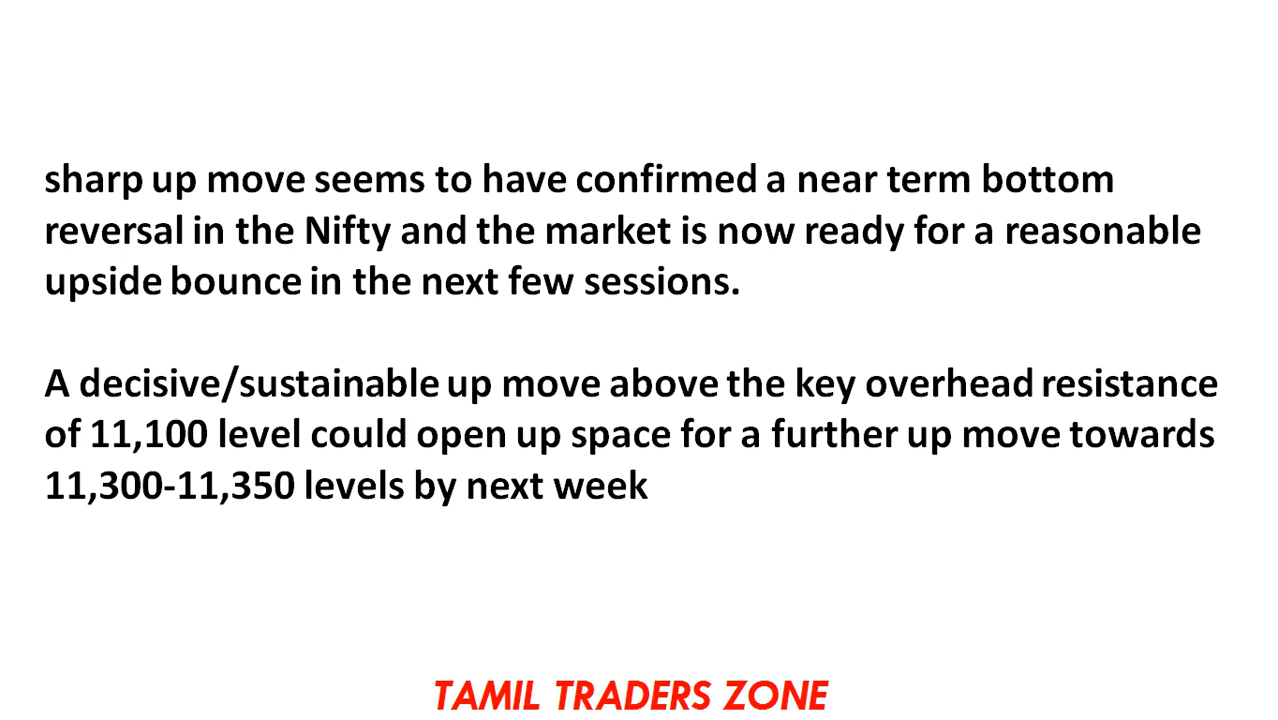 sharp up move seems to have confirmed a near term bottom
reversal in the Nifty and the market is now ready for a reasonable
upside bounce in the next few sessions.
A decisive/sustainable up move above the key overhead resistance
of 11,100 level could open up space for a further up move towards
11,300-11,350 levels by next week
TAMIL TRADERS ZONE